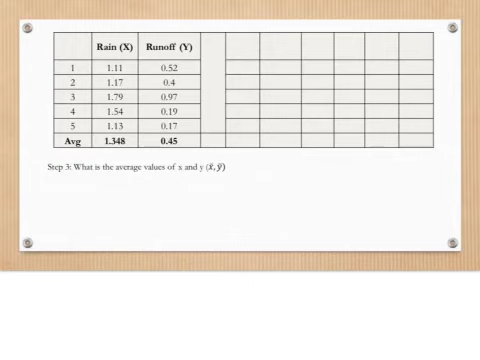 Rain (X) Runoff (Y)
1 1.11 0.52
2 1.17 0.4
3 1.79 0.97
4 1.54 0.19
5 1.13 0.17
Avg 1.348 0.45
Step 3: What is the average values of x and y (x̄, ȳ)